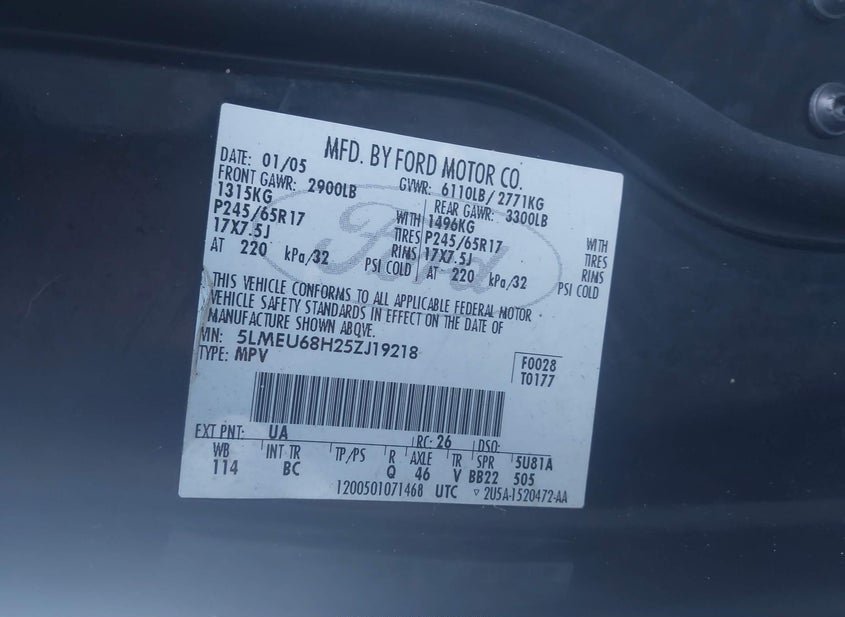 MFD. BY FORD MOTOR CO.
DATE: 01/05 GVWR: 6110LB/2771KG
FRONT GAWR: 2900LB REAR GAWR: 3300LB
1315KG WITH 1496KG WITH
P245/65R17 TIRES P245/65R17 TIRES
17X7.5J RIMS 17X7.5J RIMS
AT 220 kPa/32 PSI COLD AT 220 kPa/32 PSI COLD
Ford
THIS VEHICLE CONFORMS TO ALL APPLICABLE FEDERAL MOTOR
VEHICLE SAFETY STANDARDS IN EFFECT ON THE DATE OF
MANUFACTURE SHOWN ABOVE.
VIN: 5LMEU68H25ZJ19218
TYPE: MPV
F0028
T0177
EXT PNT: UA RC: 26 DSO:
WB INT TR TP/PS R AXLE TR SPR 5U81A
114 BC Q 46 V BB22 505
1200501071468 UTC ▽ 2U5A-1520472-AA